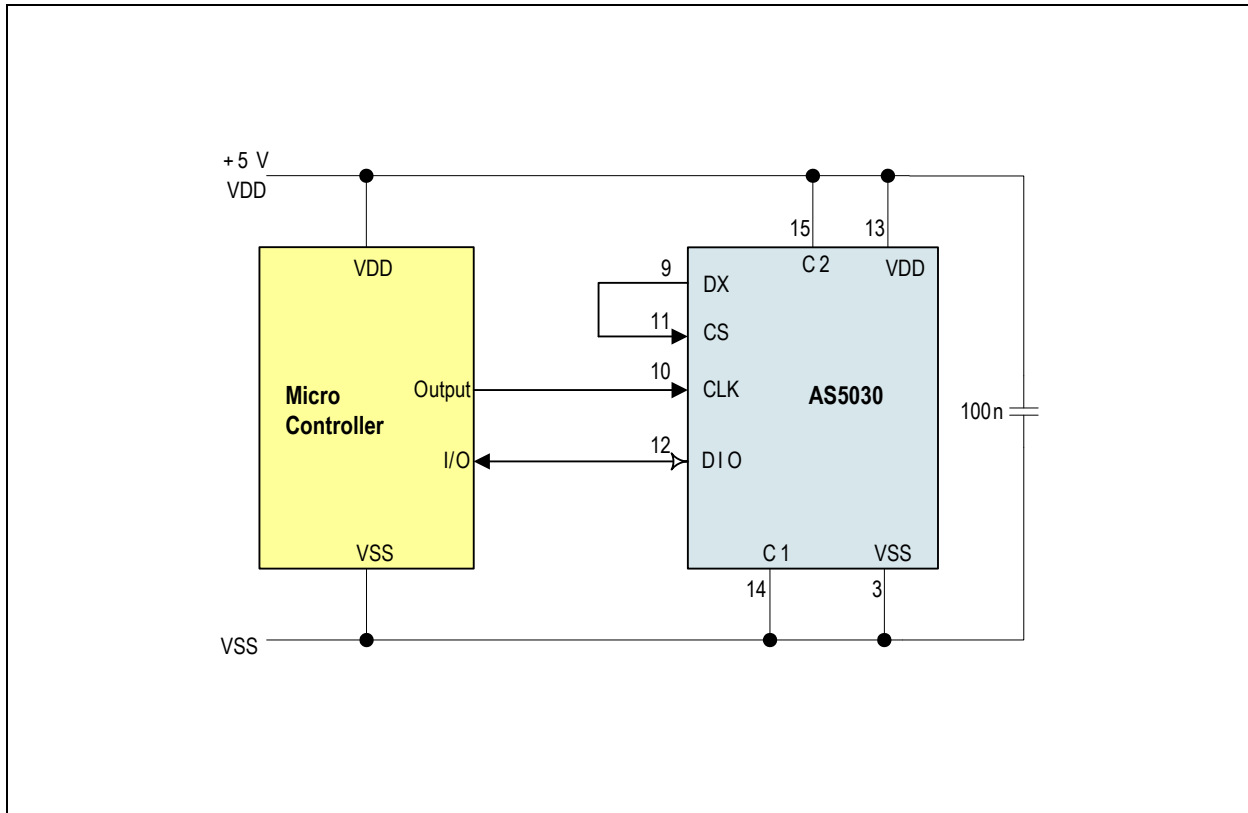 +5 V
VDD
15
13
VDD
C2
VDD
9
DX
11
CS
10
Output
CLK
Micro
Controller
AS5030
100n
12
I/O
DIO
VSS
C1
VSS
14
3
VSS